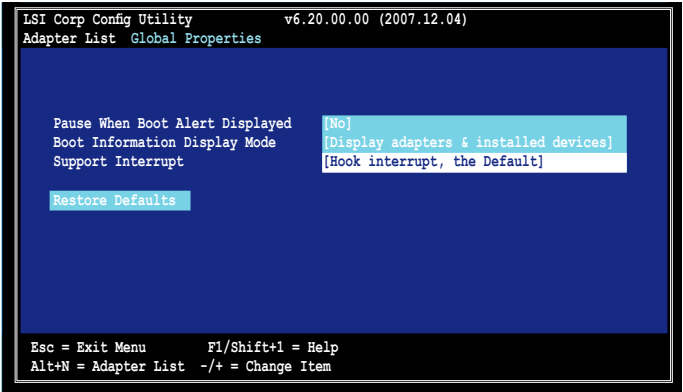 LSI Corp Config Utility v6.20.00.00 (2007.12.04)
Adapter List Global Properties
Pause When Boot Alert Displayed [No]
Boot Information Display Mode [Display adapters & installed devices]
Support Interrupt [Hook interrupt, the Default]
Restore Defaults
Esc = Exit Menu F1/Shift+1 = Help
Alt+N = Adapter List -/+ = Change Item